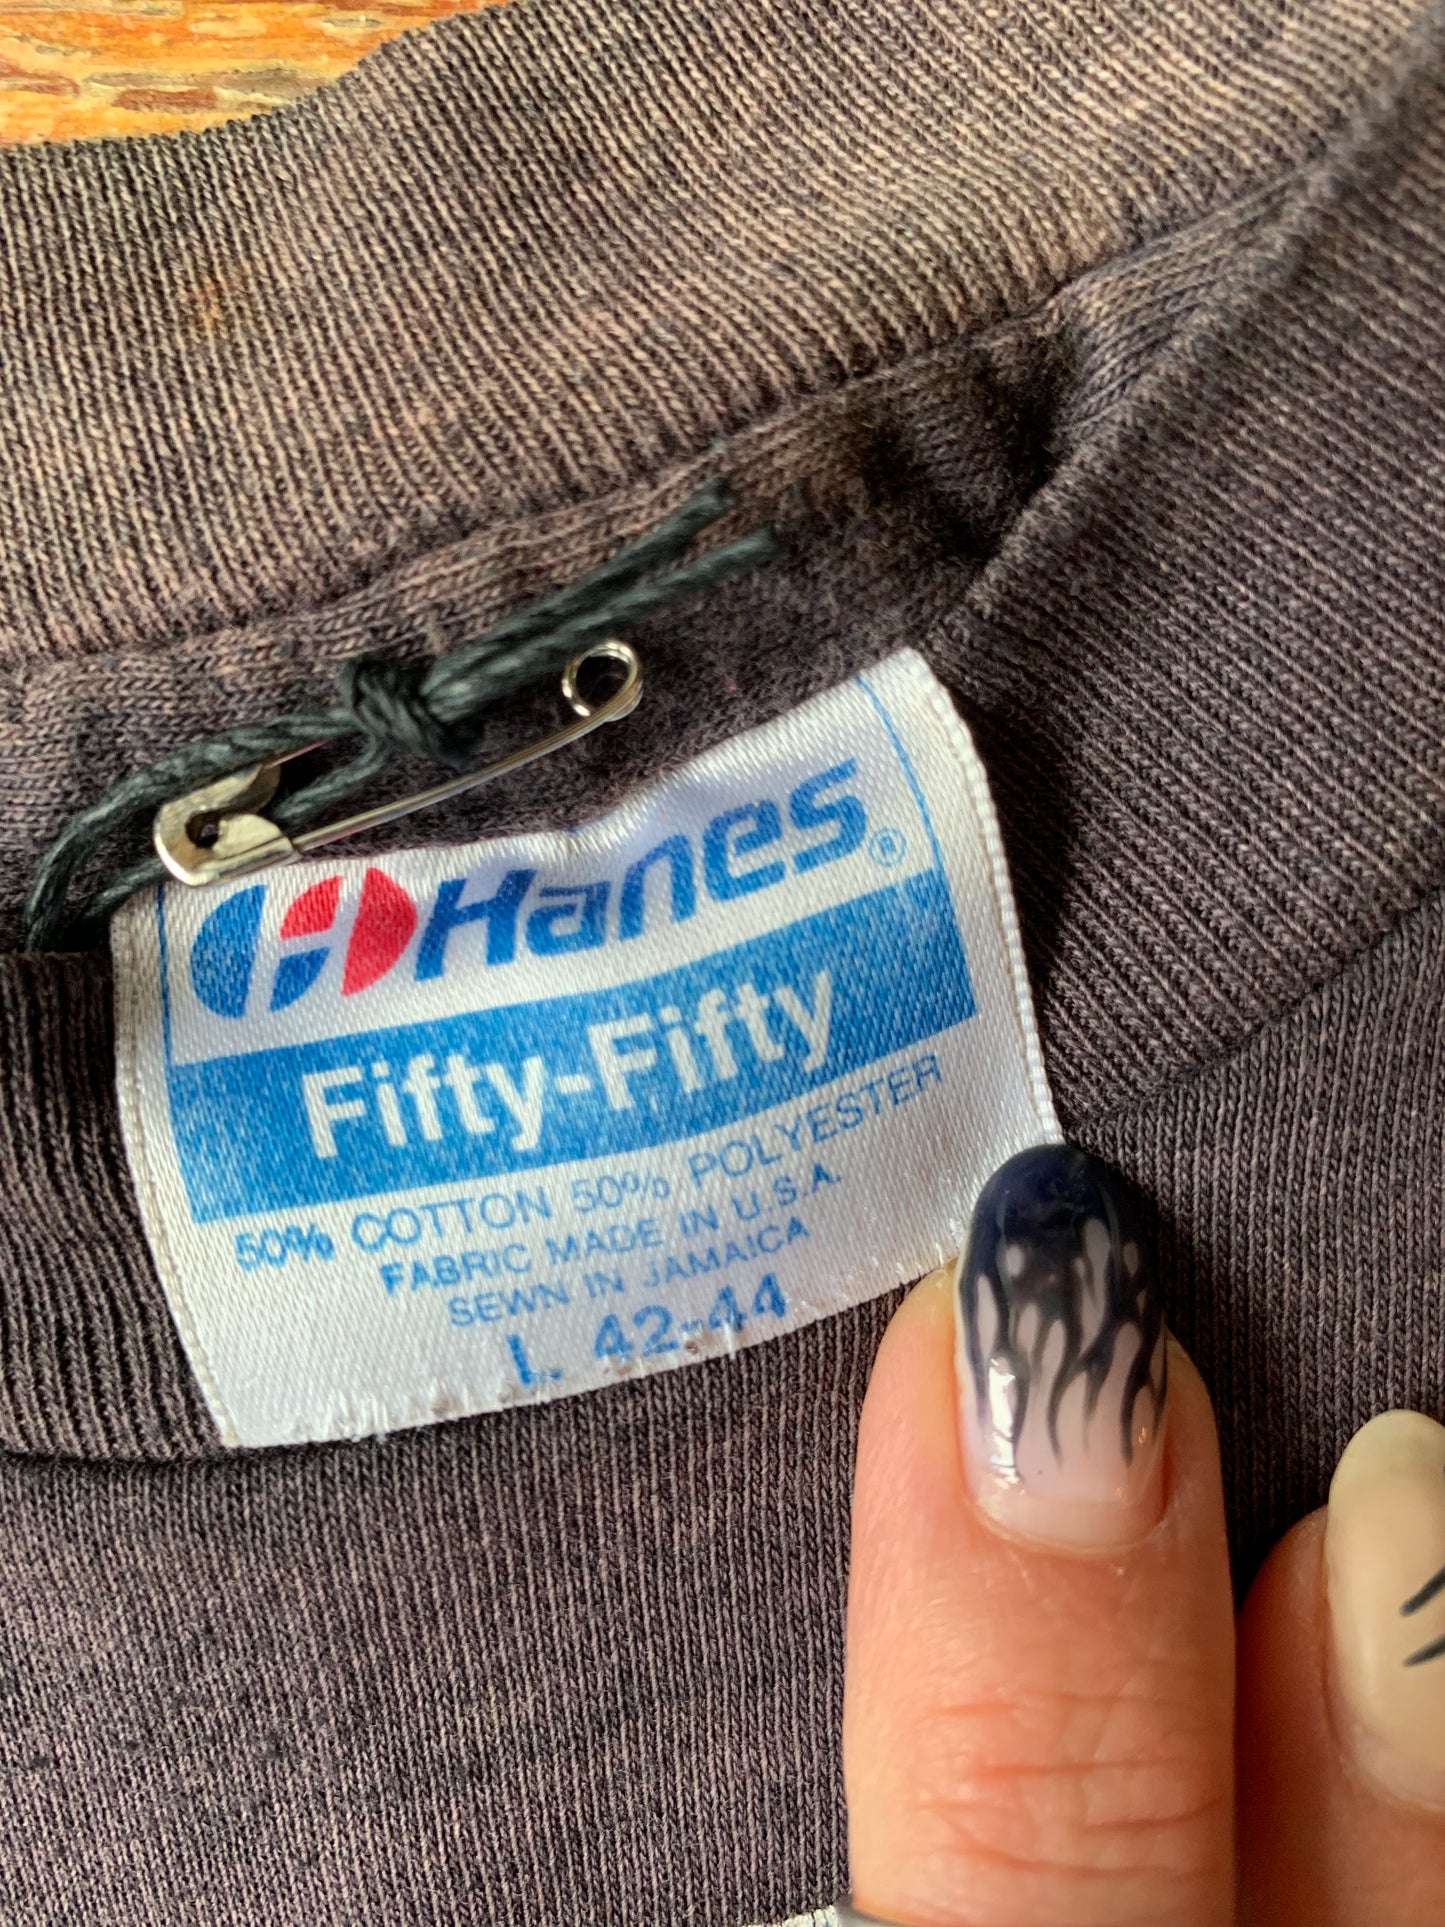 Hanes®
Fifty-Fifty
50% COTTON 50% POLYESTER
FABRIC MADE IN U.S.A.
SEWN IN JAMAICA
L 42-44